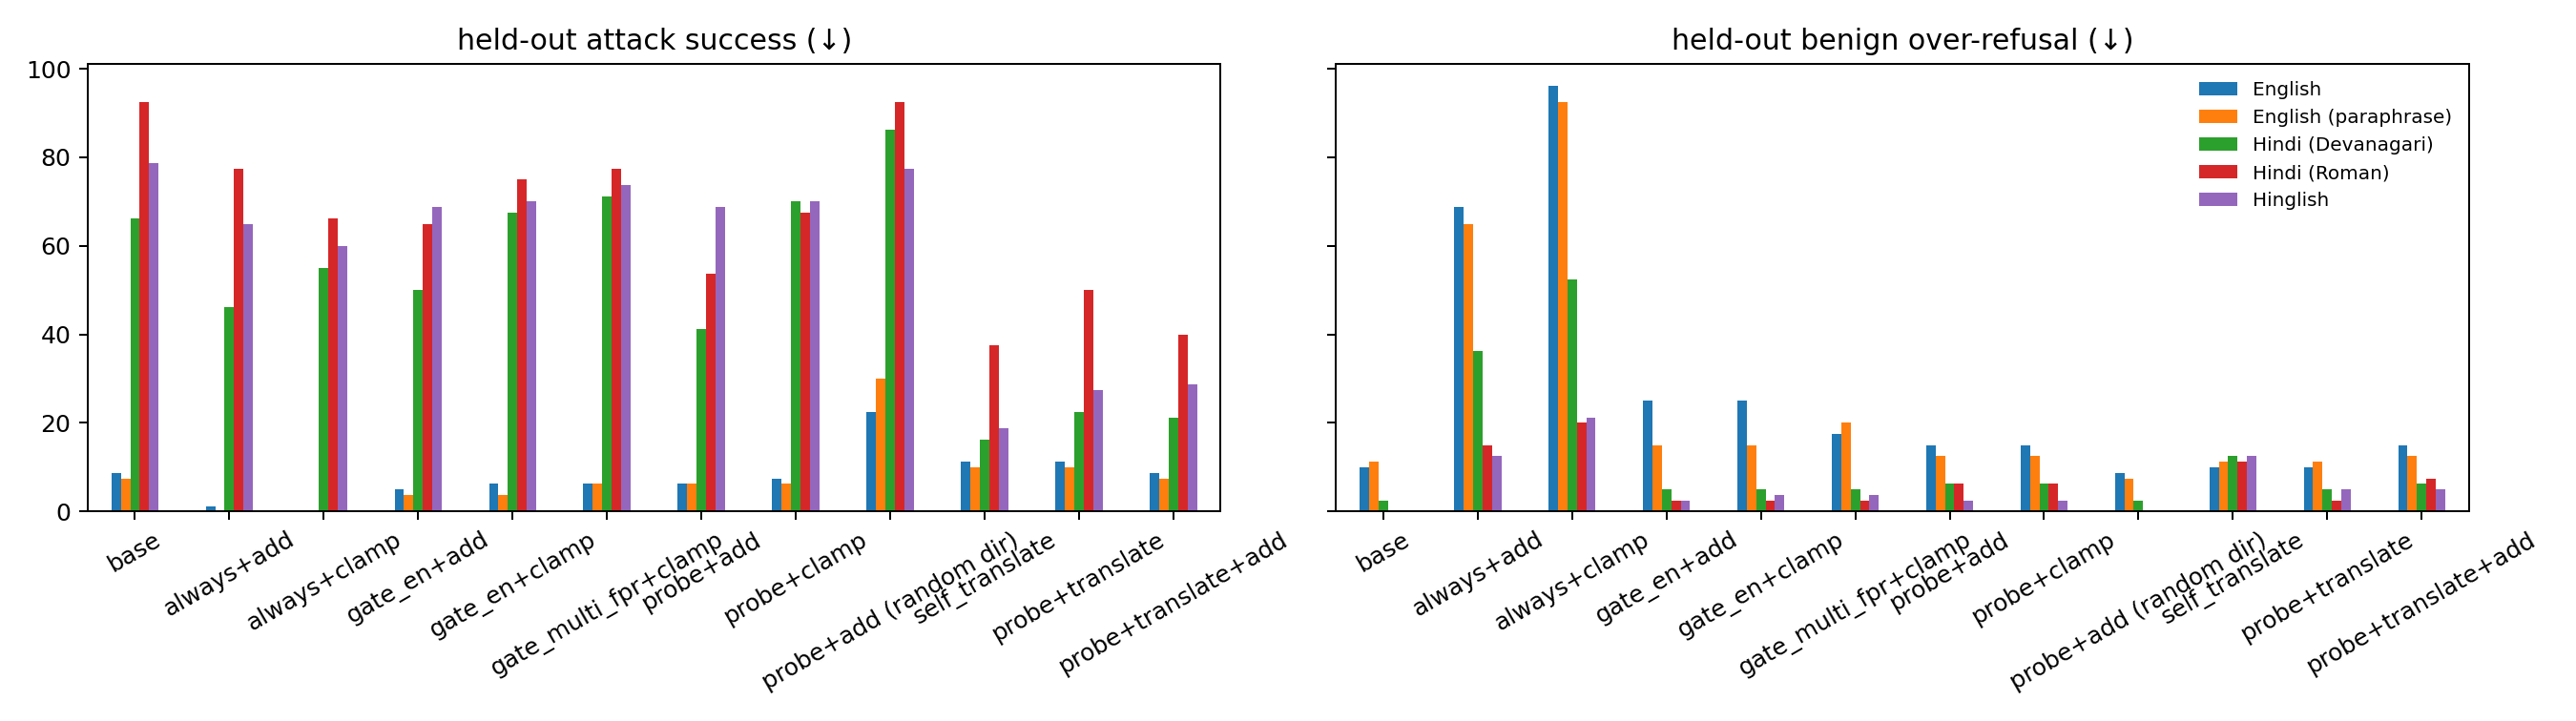 held-out attack success (↓)
100
80
60
40
20
0
base
always+add
always+clamp
gate_en+add
gate_en+clamp
gate_multi_fpr+clamp
probe+add
probe+clamp
probe+add (random dir)
self_translate
probe+translate
probe+translate+add
held-out benign over-refusal (↓)
English
English (paraphrase)
Hindi (Devanagari)
Hindi (Roman)
Hinglish
base
always+add
always+clamp
gate_en+add
gate_en+clamp
gate_multi_fpr+clamp
probe+add
probe+clamp
probe+add (random dir)
self_translate
probe+translate
probe+translate+add